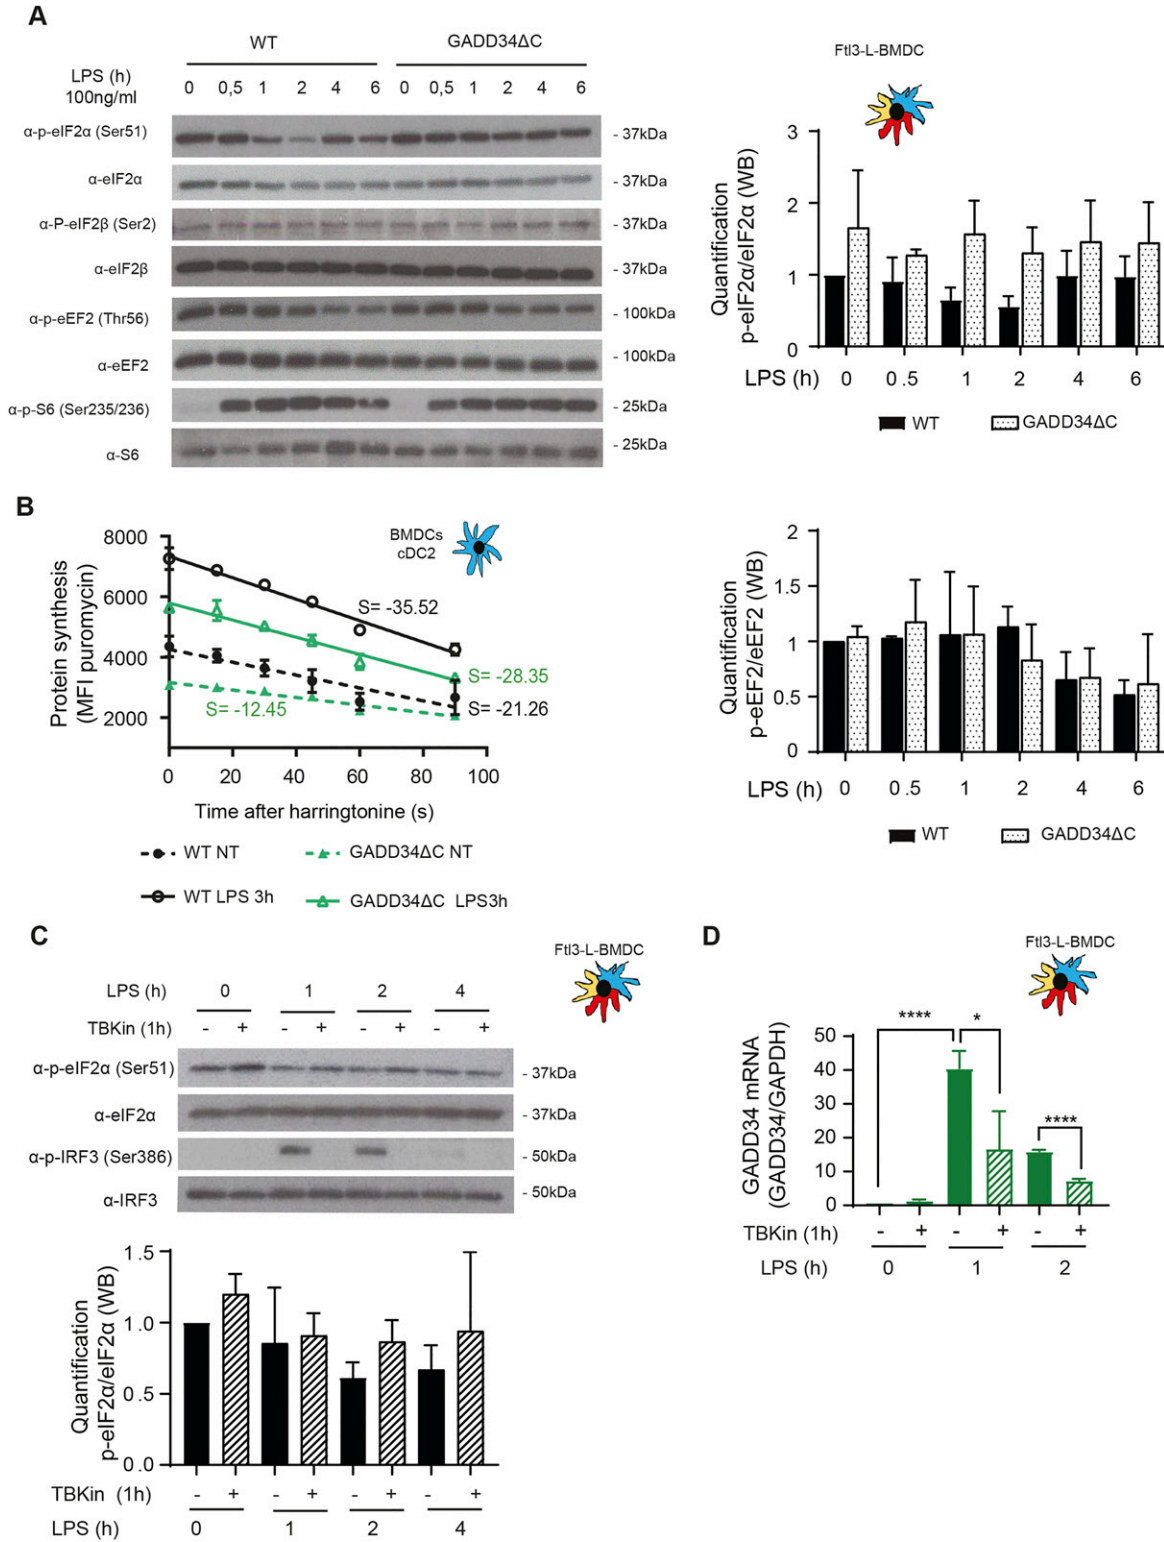 A
WT
GADD34ΔC
LPS (h)
100ng/ml
0 0,5 1 2 4 6 0 0,5 1 2 4 6
α-p-eIF2α (Ser51)
- 37kDa
α-eIF2α
- 37kDa
α-P-eIF2β (Ser2)
- 37kDa
α-eIF2β
- 37kDa
α-p-eEF2 (Thr56)
- 100kDa
α-eEF2
- 100kDa
α-p-S6 (Ser235/236)
- 25kDa
α-S6
- 25kDa
Ftl3-L-BMDC
Quantification
p-eIF2α/eIF2α (WB)
3
2
1
0
LPS (h) 0 0.5 1 2 4 6
WT GADD34ΔC
B
Protein synthesis
(MFI puromycin)
8000
6000
4000
2000
BMDCs
cDC2
S= -35.52
S= -28.35
S= -21.26
S= -12.45
0 20 40 60 80 100
Time after harringtonine (s)
WT NT GADD34ΔC NT
WT LPS 3h GADD34ΔC LPS3h
Quantification
p-eEF2/eEF2 (WB)
2
1.5
1
0.5
0
LPS (h) 0 0.5 1 2 4 6
WT GADD34ΔC
C
Ftl3-L-BMDC
LPS (h) 0 1 2 4
TBKin (1h) - + - + - + - +
α-p-eIF2α (Ser51)
- 37kDa
α-eIF2α
- 37kDa
α-p-IRF3 (Ser386)
- 50kDa
α-IRF3
- 50kDa
Quantification
p-eIF2α/eIF2α (WB)
1.5
1.0
0.5
0.0
TBKin (1h) - + - + - + - +
LPS (h) 0 1 2 4
D
Ftl3-L-BMDC
GADD34 mRNA
(GADD34/GAPDH)
50
40
30
20
10
0
**** *
****
TBKin (1h) - + - + - +
LPS (h) 0 1 2